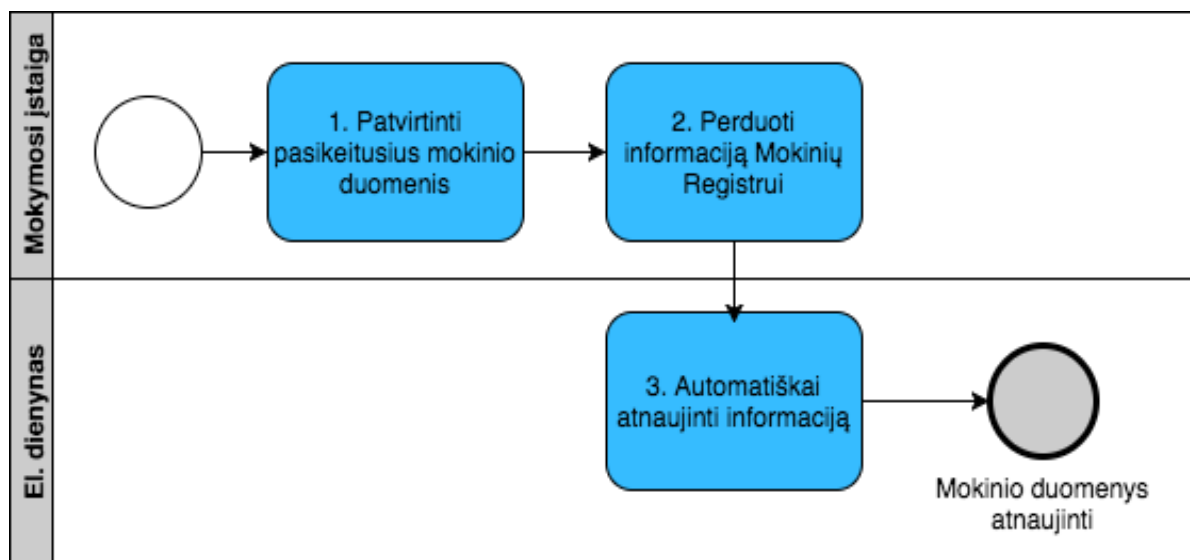 Mokymosi įstaiga
1. Patvirtinti
pasikeitusius mokinio
duomenis
2. Perduoti
informaciją Mokinių
Registrui
El. dienynas
3. Automatiškai
atnaujinti informaciją
Mokinio duomenys
atnaujinti